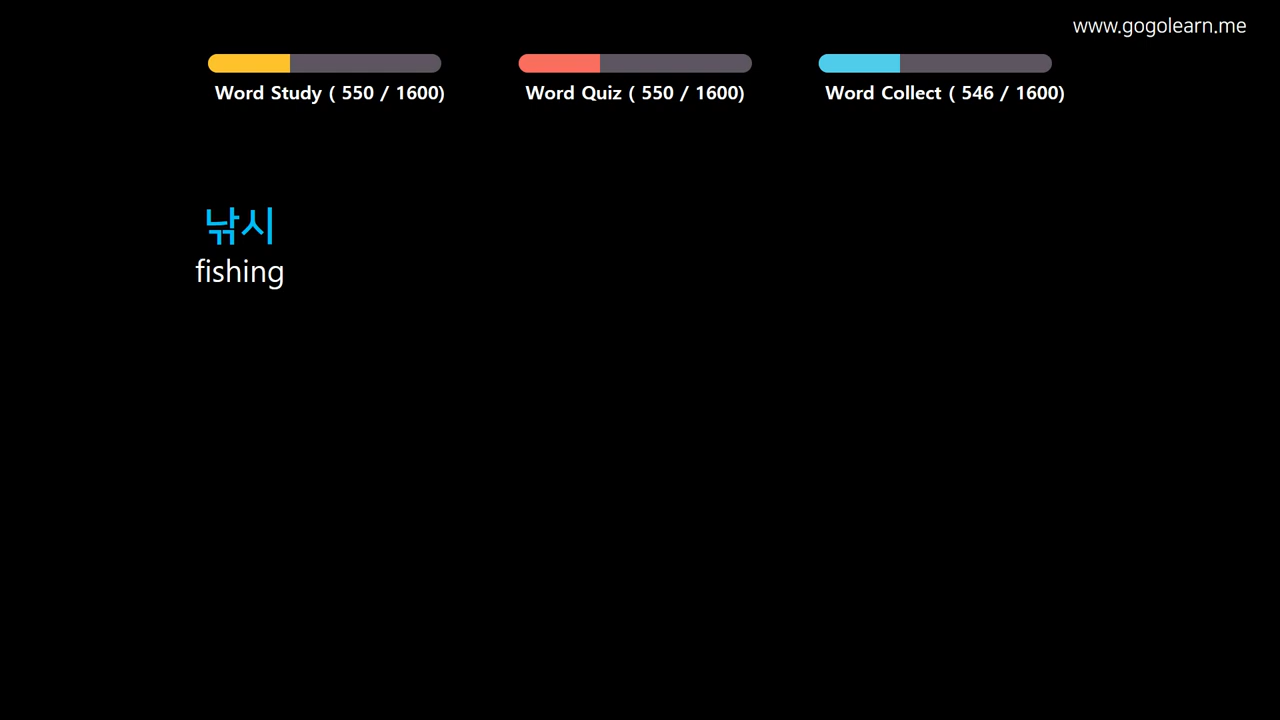 www.gogolearn.me
Word Study ( 550 / 1600)
Word Quiz ( 550 / 1600)
Word Collect ( 546 / 1600)
낚시
fishing